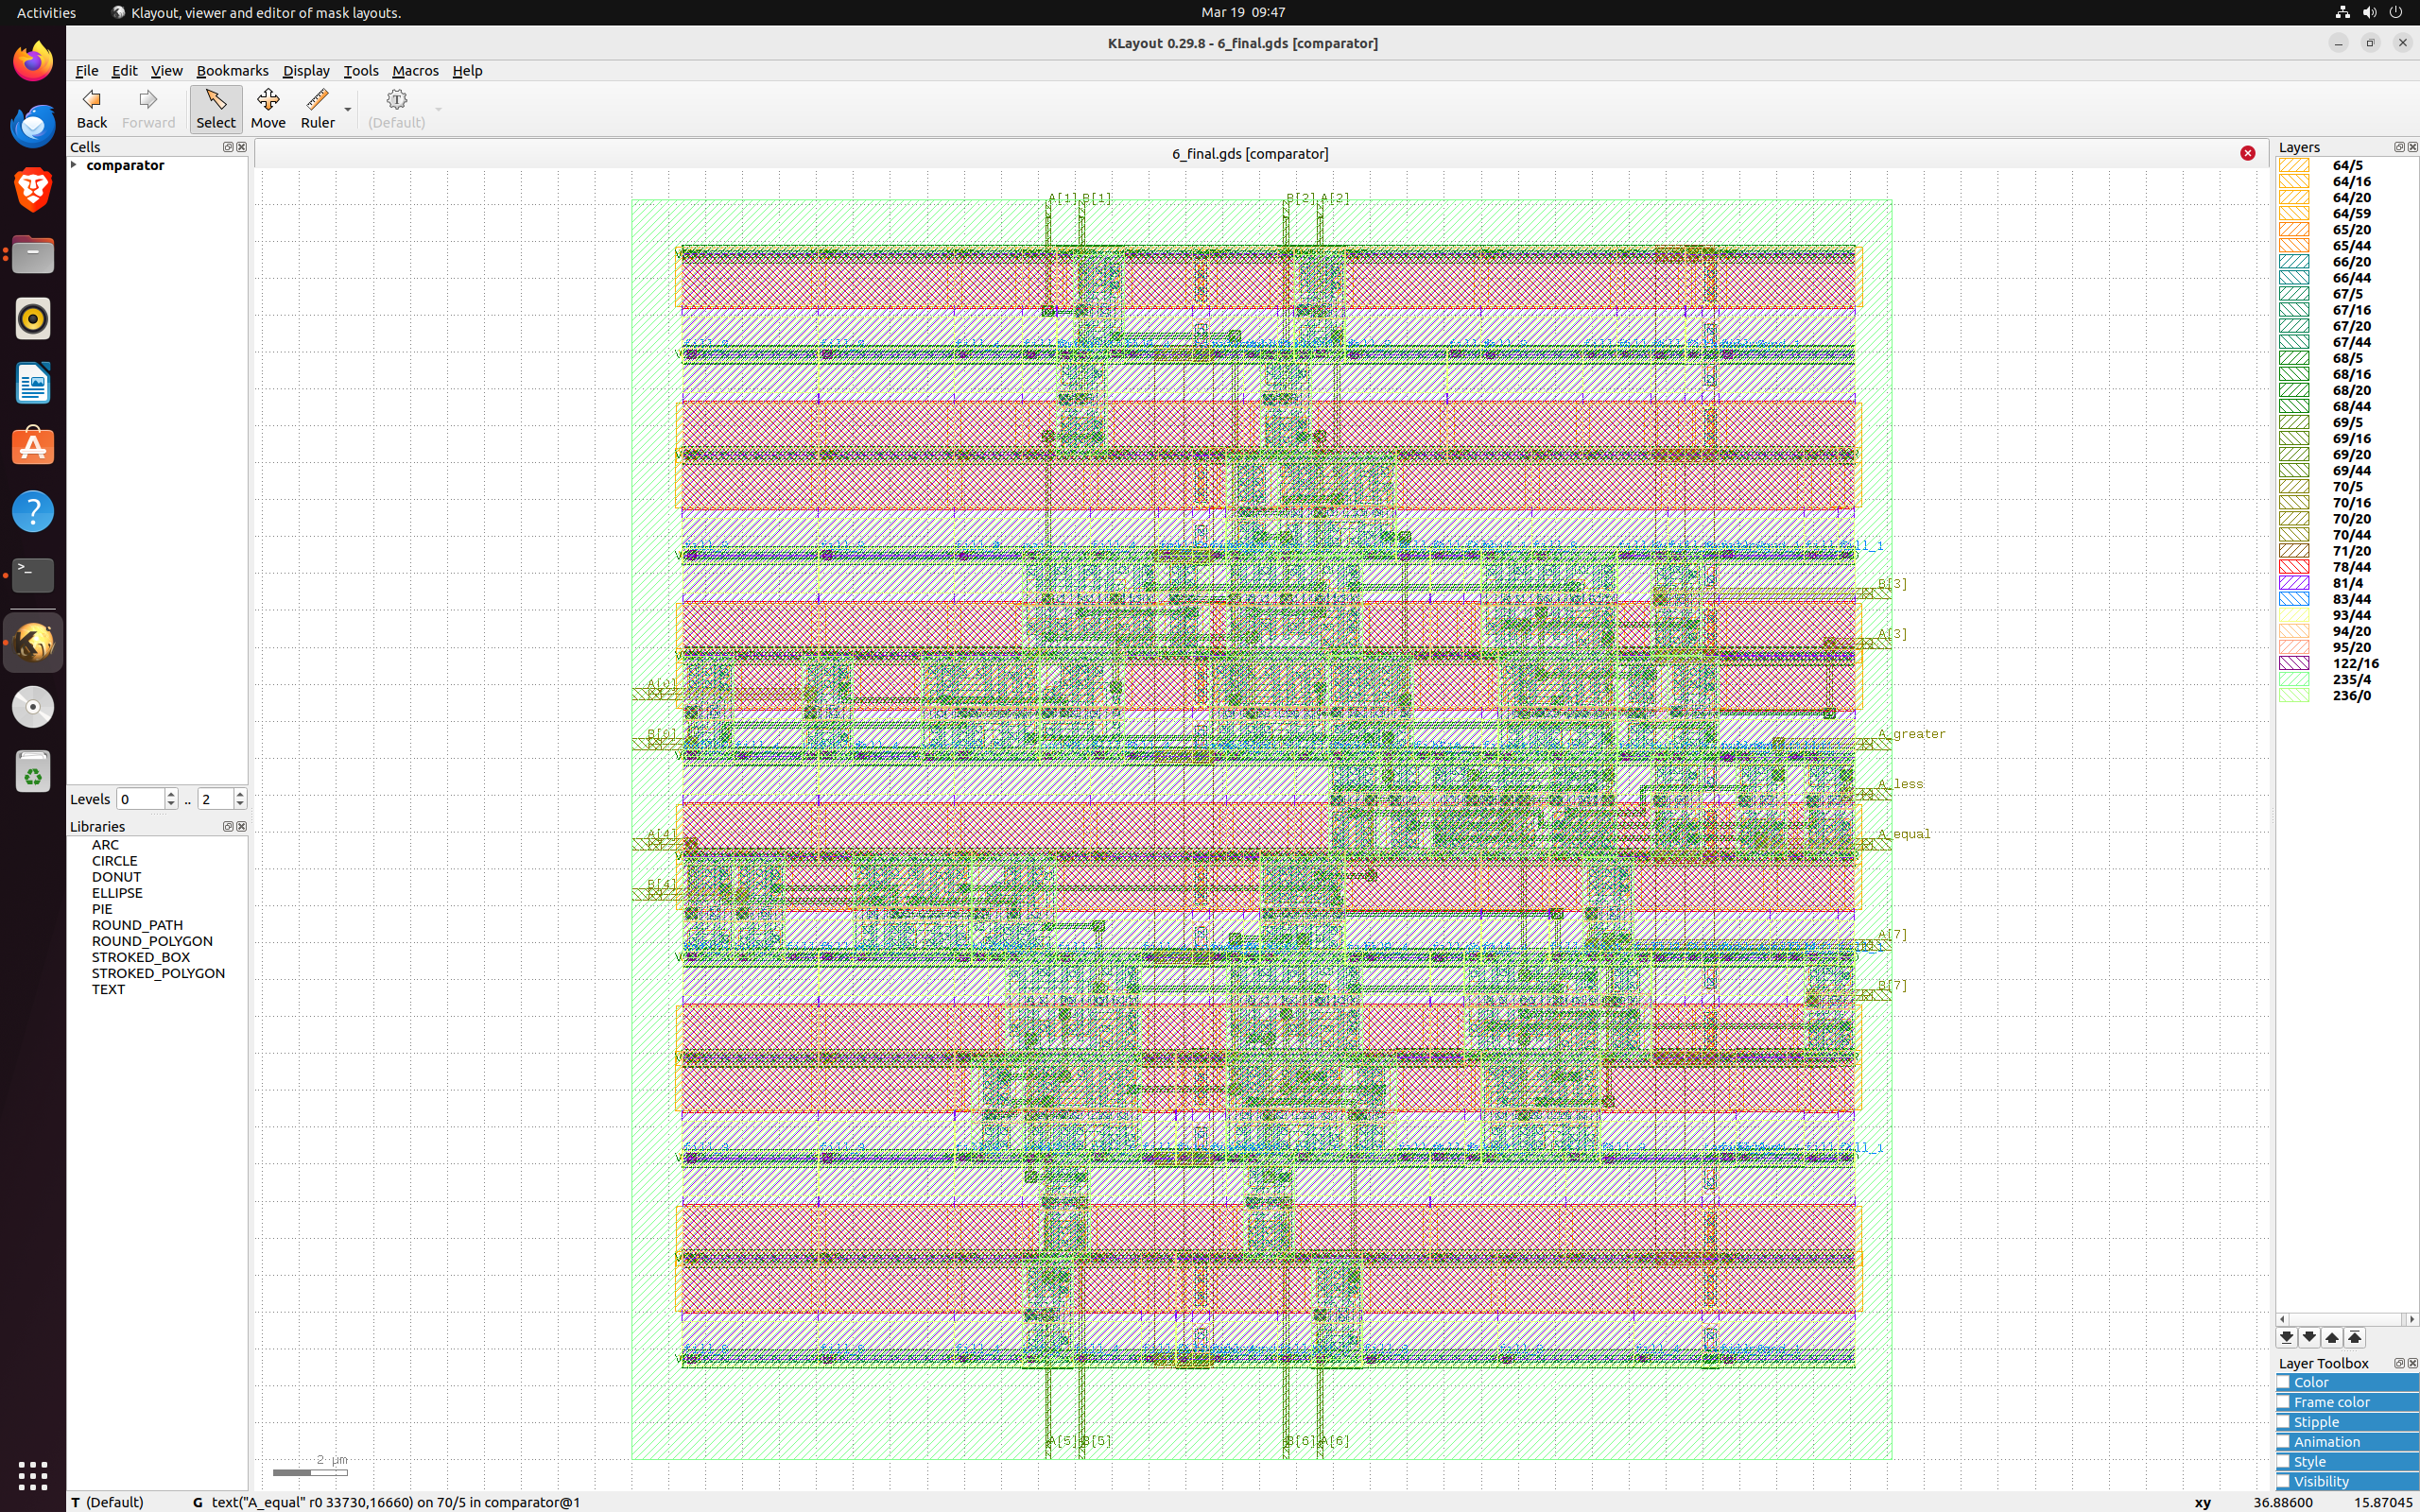 Activities Klayout, viewer and editor of mask layouts. Mar 19 09:47
KLayout 0.29.8 - 6_final.gds [comparator]
File Edit View Bookmarks Display Tools Macros Help
Back Forward Select Move Ruler (Default)
Cells
comparator
Levels 0 .. 2
Libraries
ARC
CIRCLE
DONUT
ELLIPSE
PIE
ROUND_PATH
ROUND_POLYGON
STROKED_BOX
STROKED_POLYGON
TEXT
6_final.gds [comparator]
A[1] B[1] B[2] A[2]
B[3]
A[3]
A[0]
B[0]
A_greater
A_less
A[4]
A_equal
B[4]
A[7]
B[7]
A[5] B[5] B[6] A[6]
2 µm
Layers
64/5
64/16
64/20
64/59
65/20
65/44
66/20
66/44
67/5
67/16
67/20
67/44
68/5
68/16
68/20
68/44
69/5
69/16
69/20
69/44
70/5
70/16
70/20
70/44
71/20
78/44
81/4
83/44
93/44
94/20
95/20
122/16
235/4
236/0
Layer Toolbox
Color
Frame color
Stipple
Animation
Style
Visibility
T (Default) G text("A_equal" r0 33730,16660) on 70/5 in comparator@1 xy 36.88600 15.87045